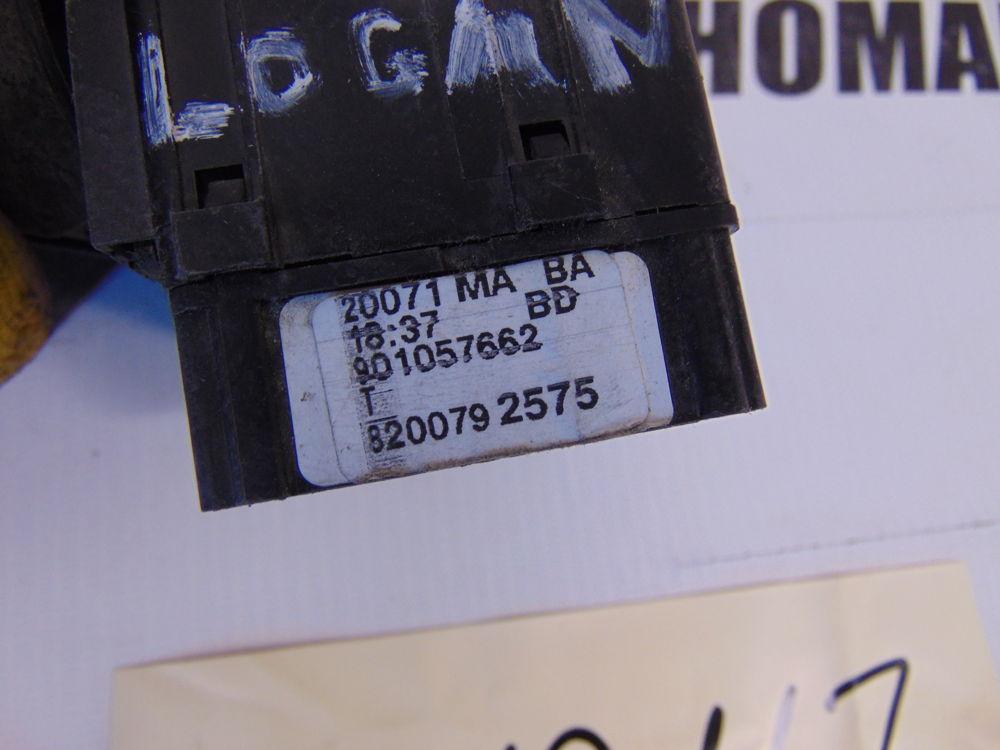 LOGAN
HOMA
20071 MA BA
18:37 BD
901057662
T
820079 2575